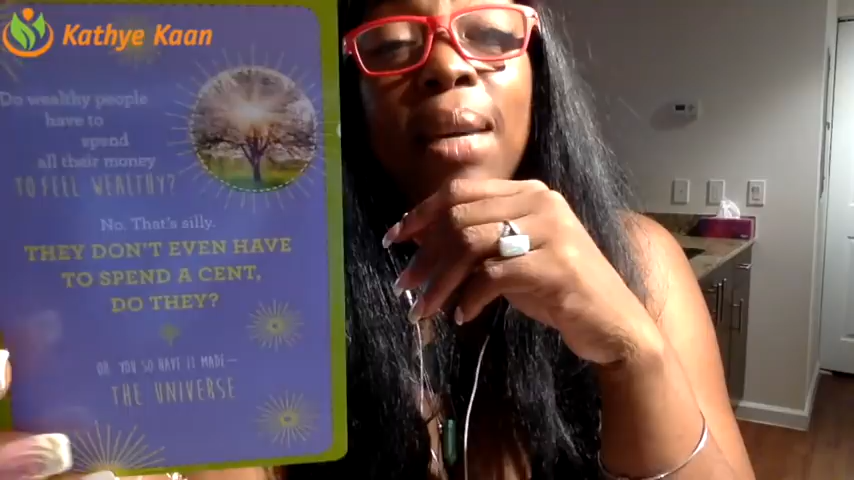 Kathye Kaan
Do wealthy people
have to
spend
all their money
TO FEEL WEALTHY?
No. That's silly.
THEY DON'T EVEN HAVE
TO SPEND A CENT,
DO THEY?
OH, YOU SO HAVE IT MADE—
THE UNIVERSE